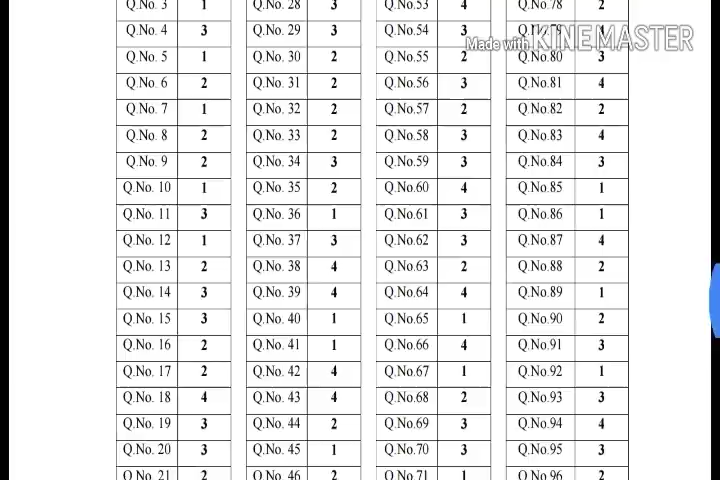 Q.No. 3 1 Q.No. 28 3 Q.No.53 4 Q.No.78 2
Q.No. 4 3 Q.No. 29 3 Q.No.54 3 4
Made with KINEMASTER
Q.No. 5 1 Q.No. 30 2 Q.No.55 2 Q.No.80 3
Q.No. 6 2 Q.No. 31 2 Q.No.56 3 Q.No.81 4
Q.No. 7 1 Q.No. 32 2 Q.No.57 2 Q.No.82 2
Q.No. 8 2 Q.No. 33 2 Q.No.58 3 Q.No.83 4
Q.No. 9 2 Q.No. 34 3 Q.No.59 3 Q.No.84 3
Q.No. 10 1 Q.No. 35 2 Q.No.60 4 Q.No.85 1
Q.No. 11 3 Q.No. 36 1 Q.No.61 3 Q.No.86 1
Q.No. 12 1 Q.No. 37 3 Q.No.62 3 Q.No.87 4
Q.No. 13 2 Q.No. 38 4 Q.No.63 2 Q.No.88 2
Q.No. 14 3 Q.No. 39 4 Q.No.64 4 Q.No.89 1
Q.No. 15 3 Q.No. 40 1 Q.No.65 1 Q.No.90 2
Q.No. 16 2 Q.No. 41 1 Q.No.66 4 Q.No.91 3
Q.No. 17 2 Q.No. 42 4 Q.No.67 1 Q.No.92 1
Q.No. 18 4 Q.No. 43 4 Q.No.68 2 Q.No.93 3
Q.No. 19 3 Q.No. 44 2 Q.No.69 3 Q.No.94 4
Q.No. 20 3 Q.No. 45 1 Q.No.70 3 Q.No.95 3
Q.No. 21 2 Q.No. 46 2 Q.No.71 1 Q.No.96 2